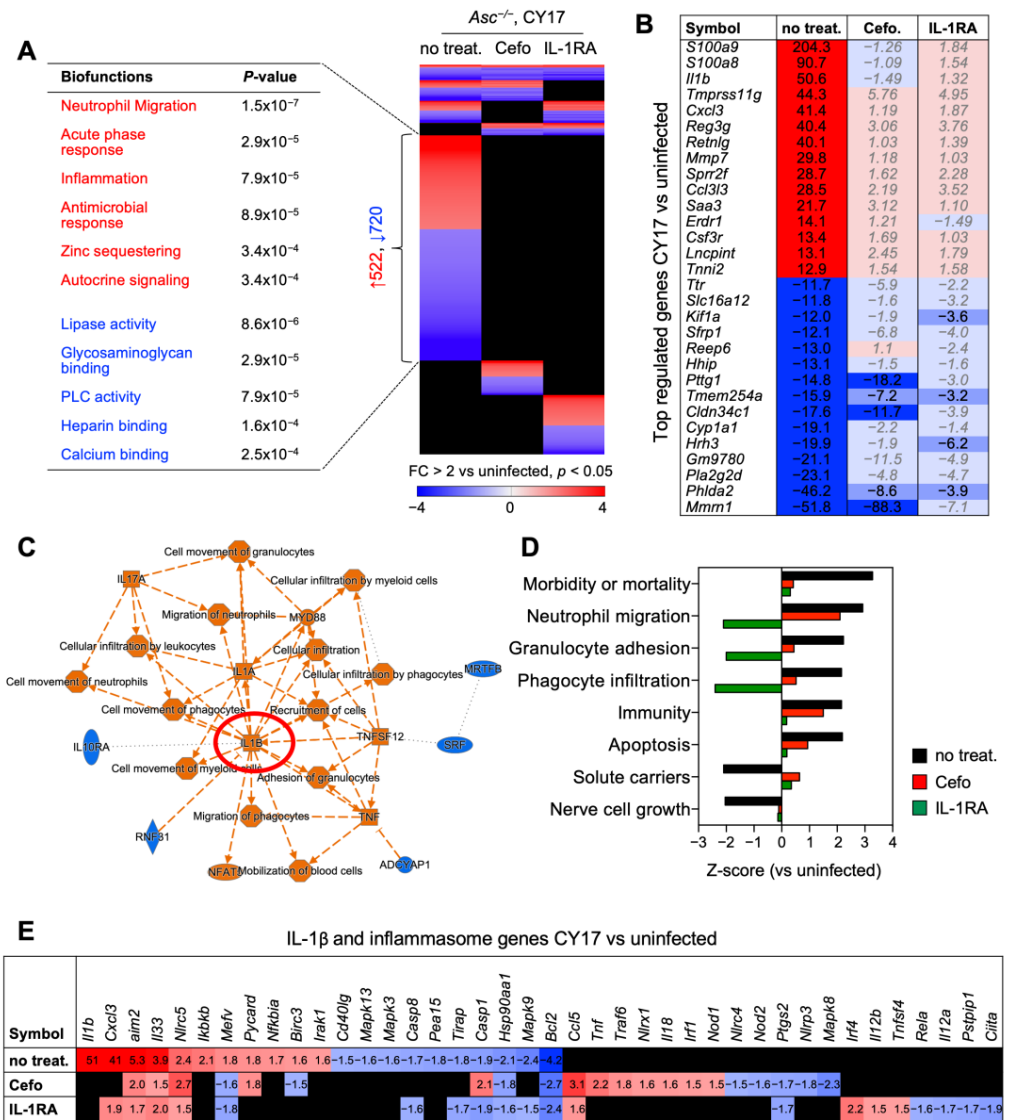 A
Asc−/−, CY17
no treat. Cefo IL-1RA
Biofunctions P-value
Neutrophil Migration 1.5x10−7
Acute phase
response 2.9x10−5
Inflammation 7.9x10−5
Antimicrobial
response 8.9x10−5
Zinc sequestering 3.4x10−4
Autocrine signaling 3.4x10−4
Lipase activity 8.6x10−6
Glycosaminoglycan
binding 2.9x10−5
PLC activity 7.9x10−5
Heparin binding 1.6x10−4
Calcium binding 2.5x10−4
↑522, ↓720
FC > 2 vs uninfected, p < 0.05
−4 0 4
B
Top regulated genes CY17 vs uninfected
Symbol no treat. Cefo. IL-1RA
S100a9 204.3 −1.26 1.84
S100a8 90.7 −1.09 1.54
Il1b 50.6 −1.49 1.32
Tmprss11g 44.3 5.76 4.95
Cxcl3 41.4 1.19 1.87
Reg3g 40.4 3.06 3.76
Retnlg 40.1 1.03 1.39
Mmp7 29.8 1.18 1.03
Sprr2f 28.7 1.62 2.28
Ccl3l3 28.5 2.19 3.52
Saa3 21.7 3.12 1.10
Erdr1 14.1 1.21 −1.49
Csf3r 13.4 1.69 1.03
Lncpint 13.1 2.45 1.79
Tnni2 12.9 1.54 1.58
Ttr −11.7 −5.9 −2.2
Slc16a12 −11.8 −1.6 −3.2
Kif1a −12.0 −1.9 −3.6
Sfrp1 −12.1 −6.8 −4.0
Reep6 −13.0 1.1 −2.4
Hhip −13.1 −1.5 −1.6
Pttg1 −14.8 −18.2 −3.0
Tmem254a −15.9 −7.2 −3.2
Cldn34c1 −17.6 −11.7 −3.9
Cyp1a1 −19.1 −2.2 −1.4
Hrh3 −19.9 −1.9 −6.2
Gm9780 −21.1 −11.5 −4.9
Pla2g2d −23.1 −4.8 −4.7
Phlda2 −46.2 −8.6 −3.9
Mmrn1 −51.8 −88.3 −7.1
C
Cell movement of granulocytes
IL17A
Cellular infiltration by myeloid cells
Migration of neutrophils
MYD88
Cellular infiltration by leukocytes
Cellular infiltration
IL1A
Cellular infiltration by phagocytes
MRTFB
Cell movement of neutrophils
Cell movement of phagocytes
Recruitment of cells
IL10RA
IL1B
TNFSF12
SRF
Cell movement of myeloid cells
Adhesion of granulocytes
Migration of phagocytes
TNF
RNF31
Mobilization of blood cells
ADCYAP1
D
Morbidity or mortality
Neutrophil migration
Granulocyte adhesion
Phagocyte infiltration
Immunity
Apoptosis
Solute carriers
Nerve cell growth
no treat.
Cefo
IL-1RA
−3 −2 −1 0 1 2 3 4
Z-score (vs uninfected)
E
IL-1β and inflammasome genes CY17 vs uninfected
Symbol Il1b Cxcl3 aim2 Il33 Nlrc5 Ikbkb Mefv Pycard Nfkbia Birc3 Irak1 Cd40lg Mapk13 Mapk3 Casp8 Pea15 Tirap Casp1 Hsp90aa1 Mapk9 Bcl2 Ccl5 Tnf Traf6 Nlrx1 Il18 Irf1 Nod1 Nlrc4 Nod2 Ptgs2 Nlrp3 Mapk8 Irf4 Il12b Tnfsf4 Rela Il12a Pstpip1 Ciita
no treat. 51 41 5.3 3.9 2.4 2.1 1.8 1.8 1.7 1.6 1.6 −1.5 −1.6 −1.6 −1.7 −1.8 −1.8 −1.9 −2.1 −2.4 −4.2
Cefo 2.0 1.5 2.7 −1.6 1.8 −1.5 2.1 −1.8 −2.7 3.1 2.2 1.8 1.6 1.6 1.5 1.5 −1.5 −1.6 −1.7 −1.8 −2.3
IL-1RA 1.9 1.7 2.0 1.5 −1.8 −1.6 −1.7 −1.9 −1.6 −1.5 −2.4 1.6 −1.7 2.2 1.5 1.5 −1.6 −1.7 −1.7 −1.9